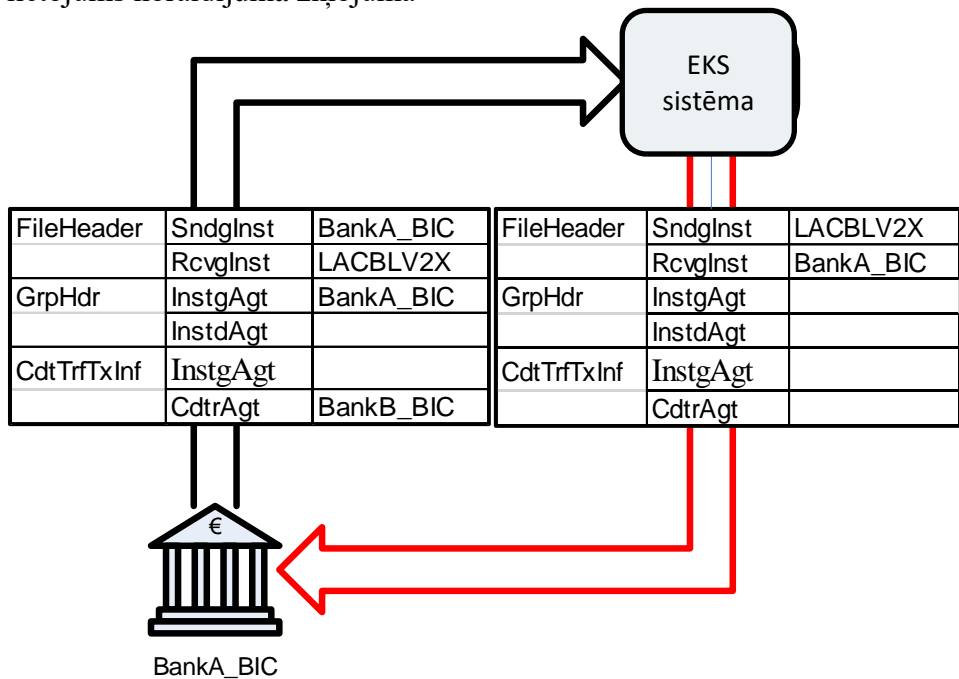 EKS
sistēma
FileHeader SndgInst BankA_BIC
RcvgInst LACBLV2X
GrpHdr InstgAgt BankA_BIC
InstdAgt
CdtTrfTxInf InstgAgt
CdtrAgt BankB_BIC
FileHeader SndgInst LACBLV2X
RcvgInst BankA_BIC
GrpHdr InstgAgt
InstdAgt
CdtTrfTxInf InstgAgt
CdtrAgt
€
BankA_BIC